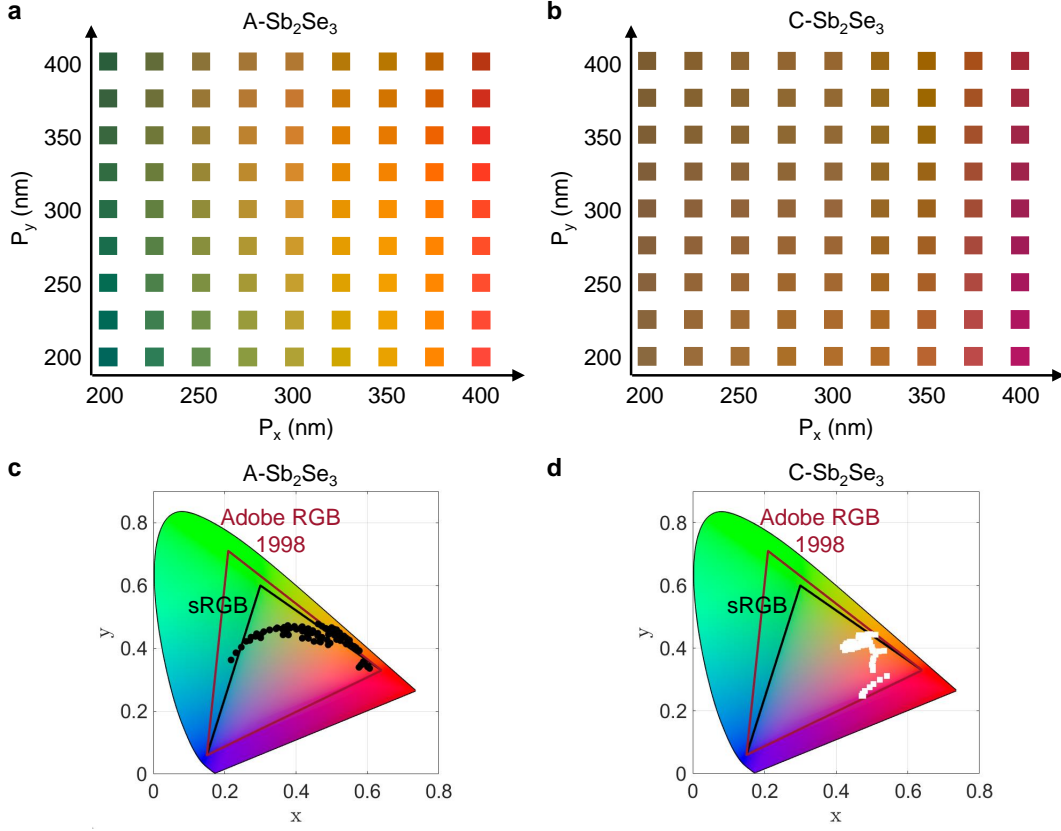 a
A-Sb₂Se₃
400
350
300
250
200
P_y (nm)
200 250 300 350 400
Pₓ (nm)
b
C-Sb₂Se₃
400
350
300
250
200
P_y (nm)
200 250 300 350 400
Pₓ (nm)
c
A-Sb₂Se₃
Adobe RGB
1998
sRGB
0.8
0.6
0.4
0.2
0
y
0 0.2 0.4 0.6 0.8
x
d
C-Sb₂Se₃
Adobe RGB
1998
sRGB
0.8
0.6
0.4
0.2
0
y
0 0.2 0.4 0.6 0.8
x